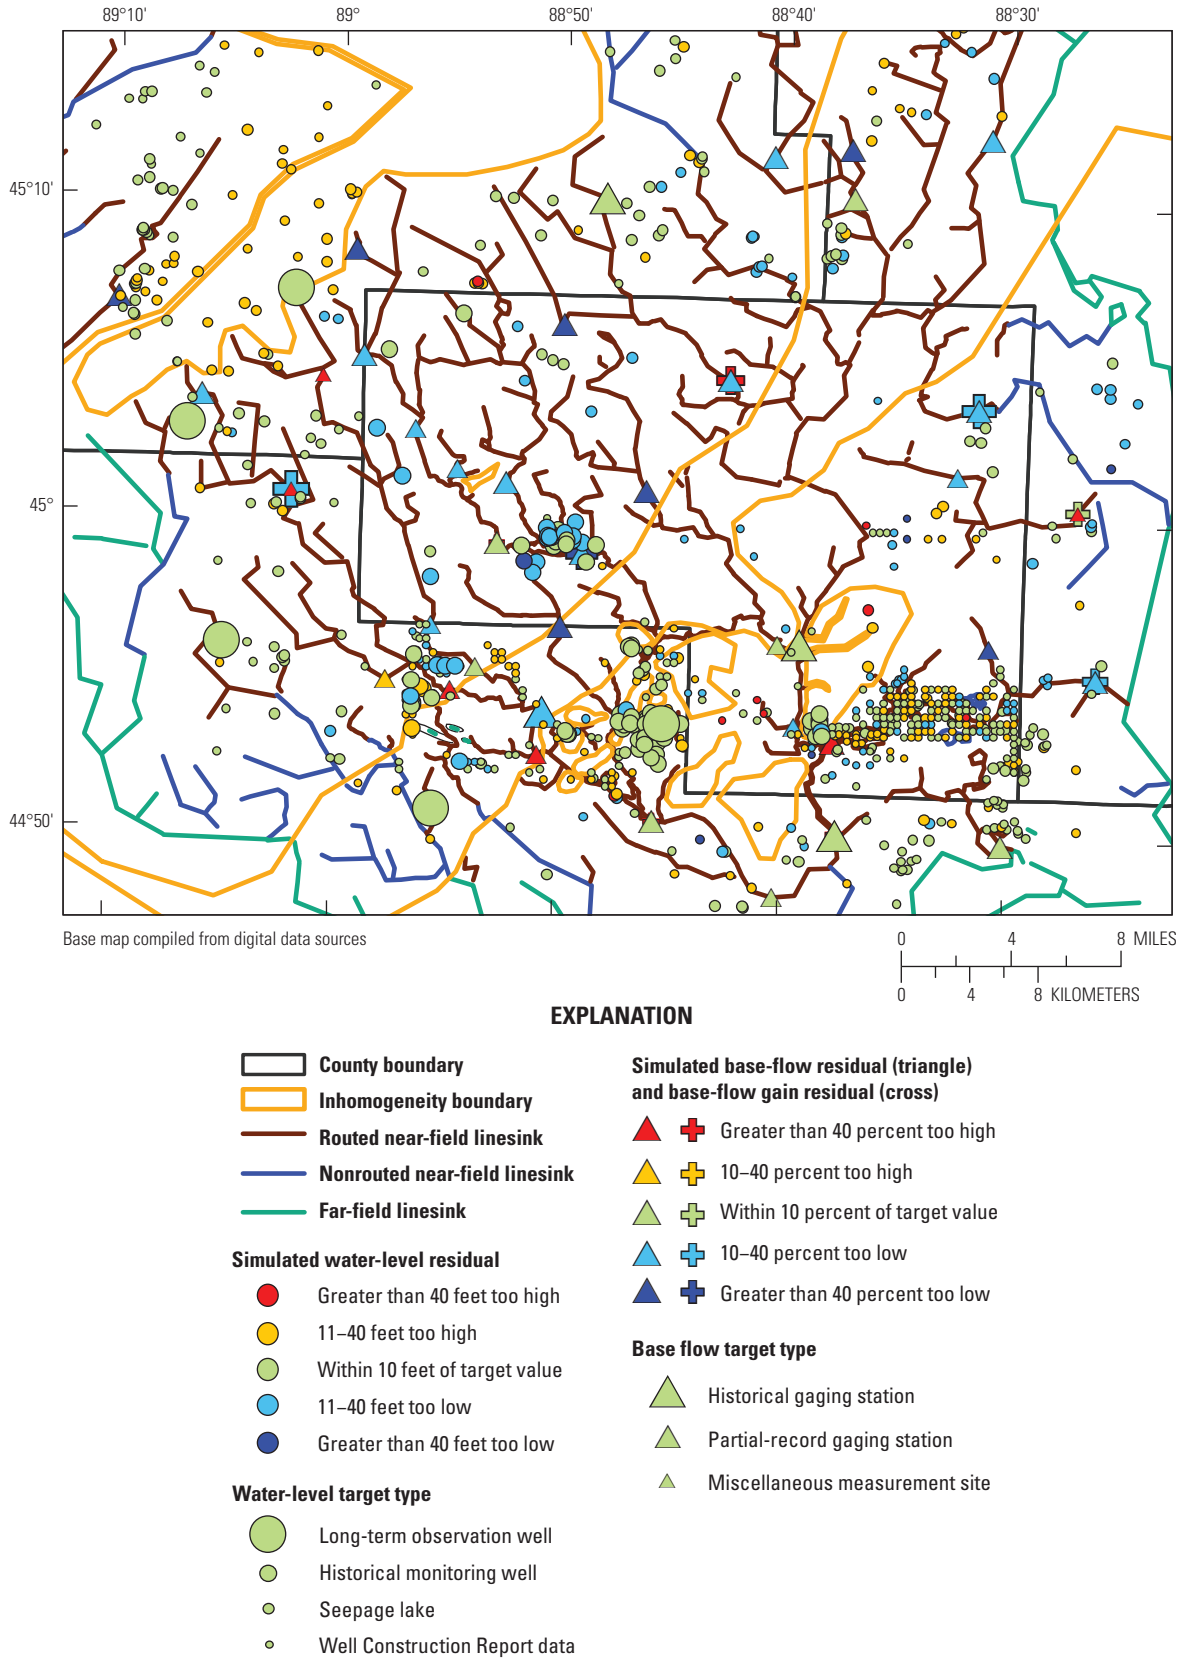 89°10' 89° 88°50' 88°40' 88°30'
45°10'
45°
44°50'
Base map compiled from digital data sources
0 4 8 MILES
0 4 8 KILOMETERS
EXPLANATION
County boundary
Inhomogeneity boundary
Routed near-field linesink
Nonrouted near-field linesink
Far-field linesink
Simulated water-level residual
Greater than 40 feet too high
11–40 feet too high
Within 10 feet of target value
11–40 feet too low
Greater than 40 feet too low
Water-level target type
Long-term observation well
Historical monitoring well
Seepage lake
Well Construction Report data
Simulated base-flow residual (triangle)
and base-flow gain residual (cross)
Greater than 40 percent too high
10–40 percent too high
Within 10 percent of target value
10–40 percent too low
Greater than 40 percent too low
Base flow target type
Historical gaging station
Partial-record gaging station
Miscellaneous measurement site